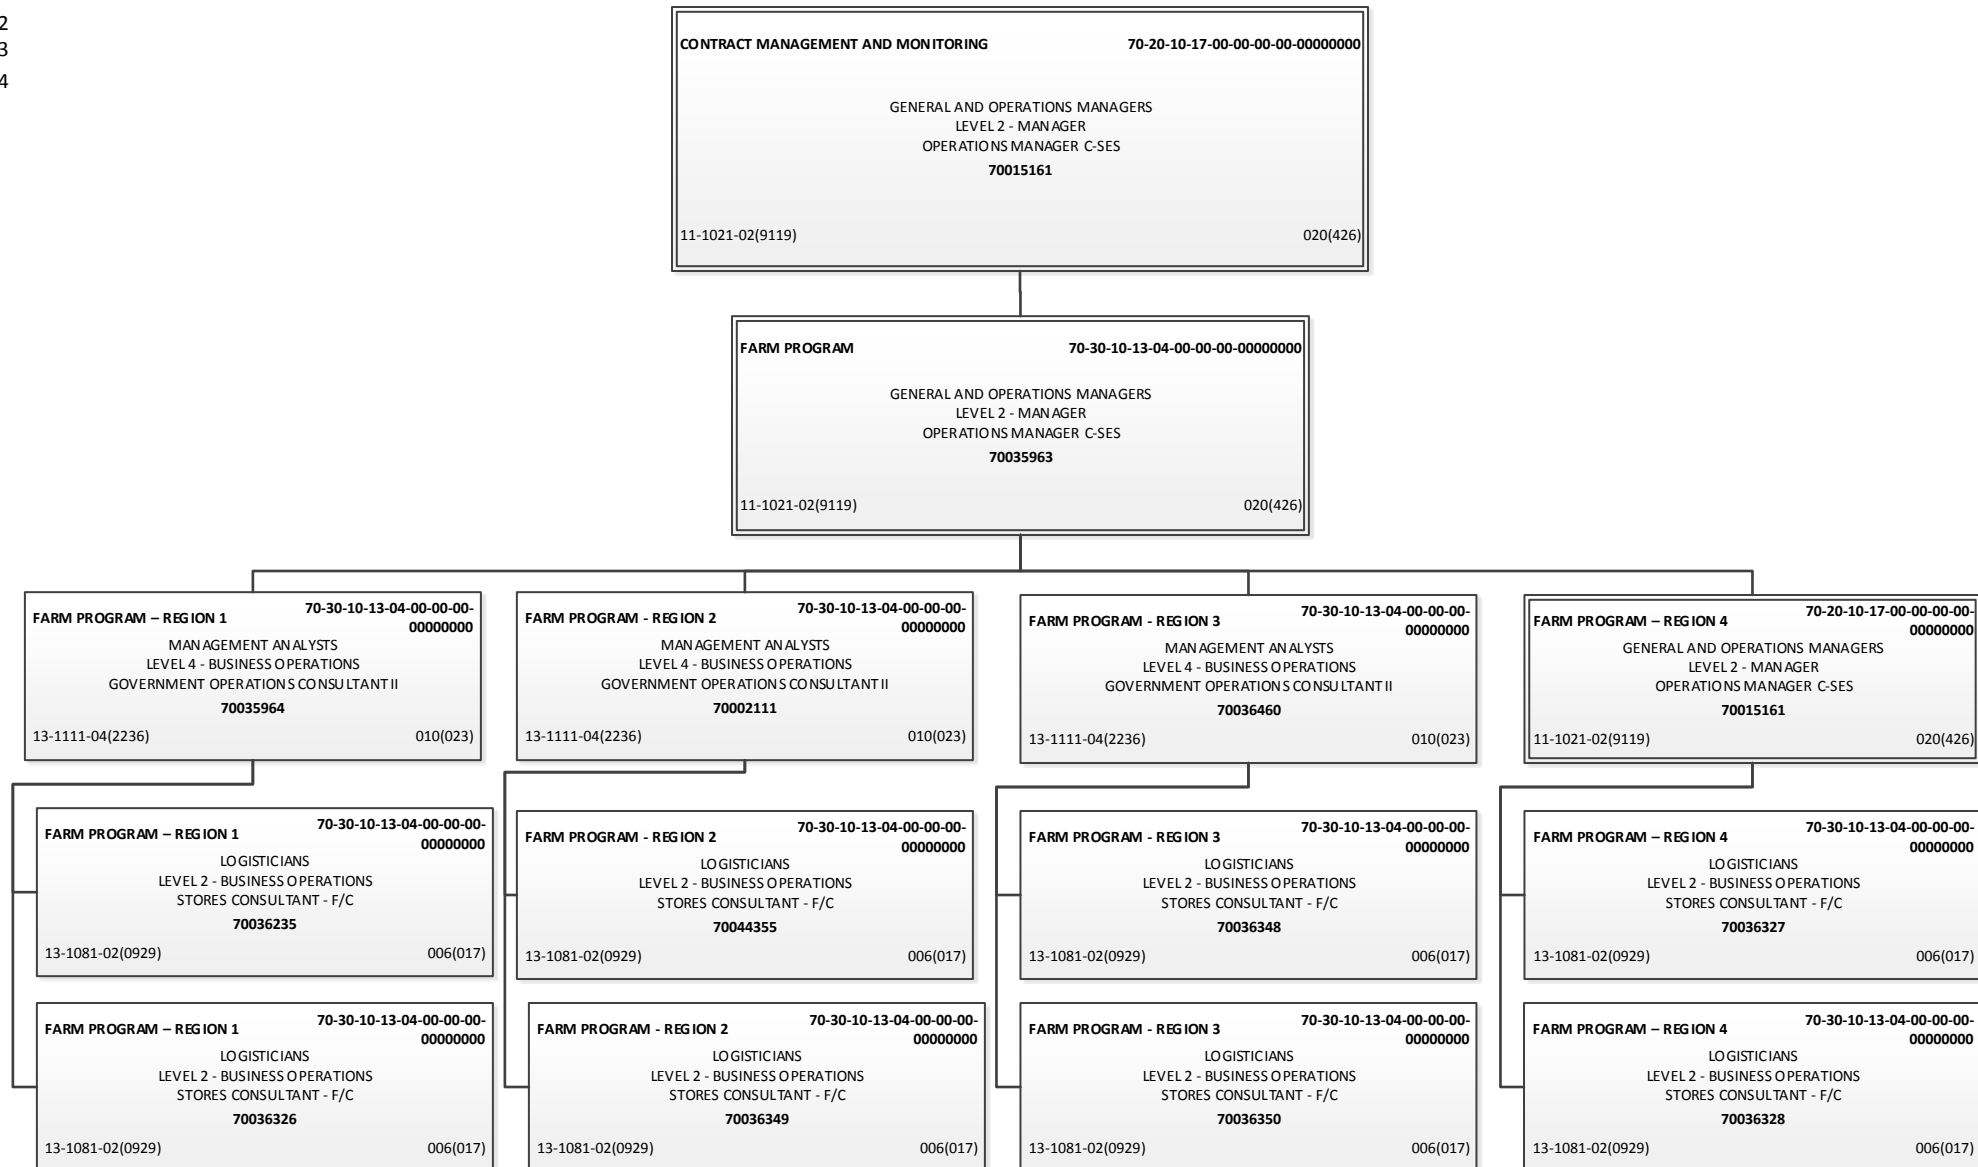 2
3
4
CONTRACT MANAGEMENT AND MONITORING 70-20-10-17-00-00-00-00-00000000
GENERAL AND OPERATIONS MANAGERS
LEVEL 2 - MANAGER
OPERATIONS MANAGER C-SES
70015161
11-1021-02(9119) 020(426)
FARM PROGRAM 70-30-10-13-04-00-00-00-00000000
GENERAL AND OPERATIONS MANAGERS
LEVEL 2 - MANAGER
OPERATIONS MANAGER C-SES
70035963
11-1021-02(9119) 020(426)
FARM PROGRAM – REGION 1 70-30-10-13-04-00-00-00-
00000000
MANAGEMENT ANALYSTS
LEVEL 4 - BUSINESS OPERATIONS
GOVERNMENT OPERATIONS CONSULTANT II
70035964
13-1111-04(2236) 010(023)
FARM PROGRAM - REGION 2 70-30-10-13-04-00-00-00-
00000000
MANAGEMENT ANALYSTS
LEVEL 4 - BUSINESS OPERATIONS
GOVERNMENT OPERATIONS CONSULTANT II
70002111
13-1111-04(2236) 010(023)
FARM PROGRAM - REGION 3 70-30-10-13-04-00-00-00-
00000000
MANAGEMENT ANALYSTS
LEVEL 4 - BUSINESS OPERATIONS
GOVERNMENT OPERATIONS CONSULTANT II
70036460
13-1111-04(2236) 010(023)
FARM PROGRAM – REGION 4 70-20-10-17-00-00-00-00-
00000000
GENERAL AND OPERATIONS MANAGERS
LEVEL 2 - MANAGER
OPERATIONS MANAGER C-SES
70015161
11-1021-02(9119) 020(426)
FARM PROGRAM – REGION 1 70-30-10-13-04-00-00-00-
00000000
LOGISTICIANS
LEVEL 2 - BUSINESS OPERATIONS
STORES CONSULTANT - F/C
70036235
13-1081-02(0929) 006(017)
FARM PROGRAM - REGION 2 70-30-10-13-04-00-00-00-
00000000
LOGISTICIANS
LEVEL 2 - BUSINESS OPERATIONS
STORES CONSULTANT - F/C
70044355
13-1081-02(0929) 006(017)
FARM PROGRAM - REGION 3 70-30-10-13-04-00-00-00-
00000000
LOGISTICIANS
LEVEL 2 - BUSINESS OPERATIONS
STORES CONSULTANT - F/C
70036348
13-1081-02(0929) 006(017)
FARM PROGRAM – REGION 4 70-30-10-13-04-00-00-00-
00000000
LOGISTICIANS
LEVEL 2 - BUSINESS OPERATIONS
STORES CONSULTANT - F/C
70036327
13-1081-02(0929) 006(017)
FARM PROGRAM – REGION 1 70-30-10-13-04-00-00-00-
00000000
LOGISTICIANS
LEVEL 2 - BUSINESS OPERATIONS
STORES CONSULTANT - F/C
70036326
13-1081-02(0929) 006(017)
FARM PROGRAM - REGION 2 70-30-10-13-04-00-00-00-
00000000
LOGISTICIANS
LEVEL 2 - BUSINESS OPERATIONS
STORES CONSULTANT - F/C
70036349
13-1081-02(0929) 006(017)
FARM PROGRAM - REGION 3 70-30-10-13-04-00-00-00-
00000000
LOGISTICIANS
LEVEL 2 - BUSINESS OPERATIONS
STORES CONSULTANT - F/C
70036350
13-1081-02(0929) 006(017)
FARM PROGRAM – REGION 4 70-30-10-13-04-00-00-00-
00000000
LOGISTICIANS
LEVEL 2 - BUSINESS OPERATIONS
STORES CONSULTANT - F/C
70036328
13-1081-02(0929) 006(017)